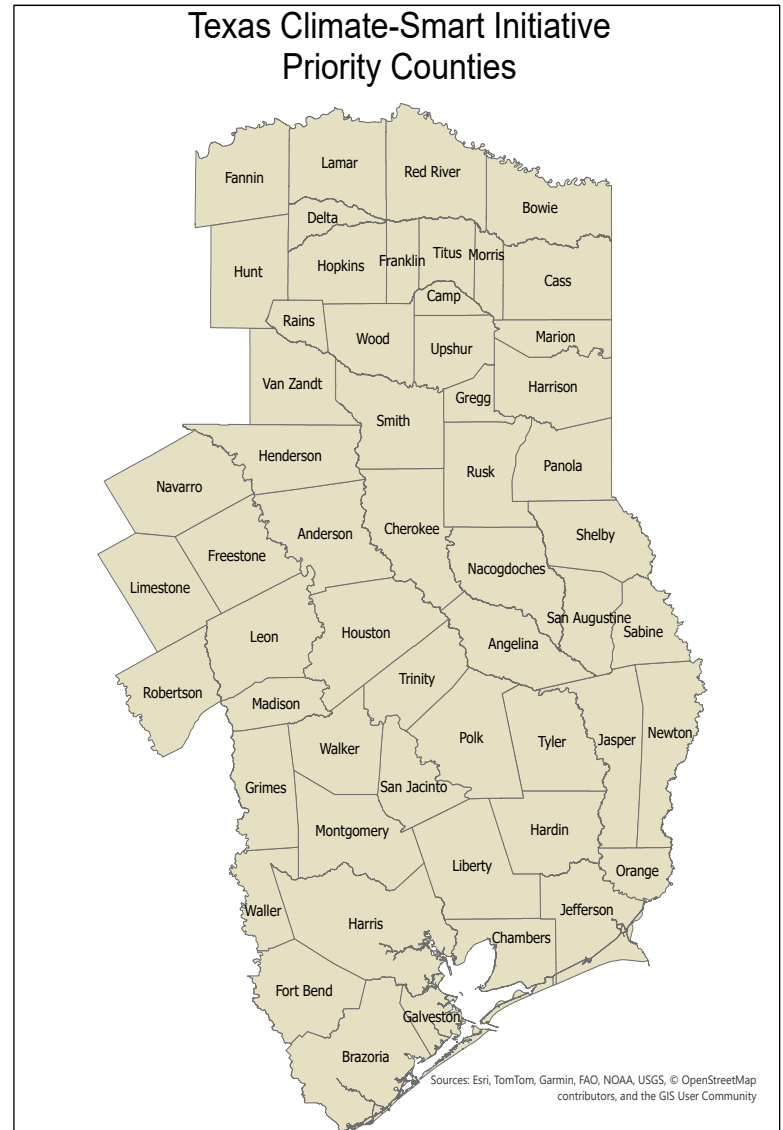 Texas Climate-Smart Initiative
Priority Counties
Fannin
Lamar
Red River
Bowie
Delta
Hunt
Hopkins
Franklin
Titus
Morris
Cass
Camp
Rains
Wood
Upshur
Marion
Van Zandt
Gregg
Harrison
Smith
Henderson
Rusk
Panola
Navarro
Anderson
Cherokee
Shelby
Freestone
Nacogdoches
Limestone
San Augustine
Sabine
Leon
Houston
Angelina
Trinity
Robertson
Madison
Walker
Polk
Tyler
Jasper
Newton
Grimes
San Jacinto
Montgomery
Hardin
Liberty
Orange
Waller
Harris
Jefferson
Chambers
Fort Bend
Galveston
Brazoria
Sources: Esri, TomTom, Garmin, FAO, NOAA, USGS, © OpenStreetMap
contributors, and the GIS User Community